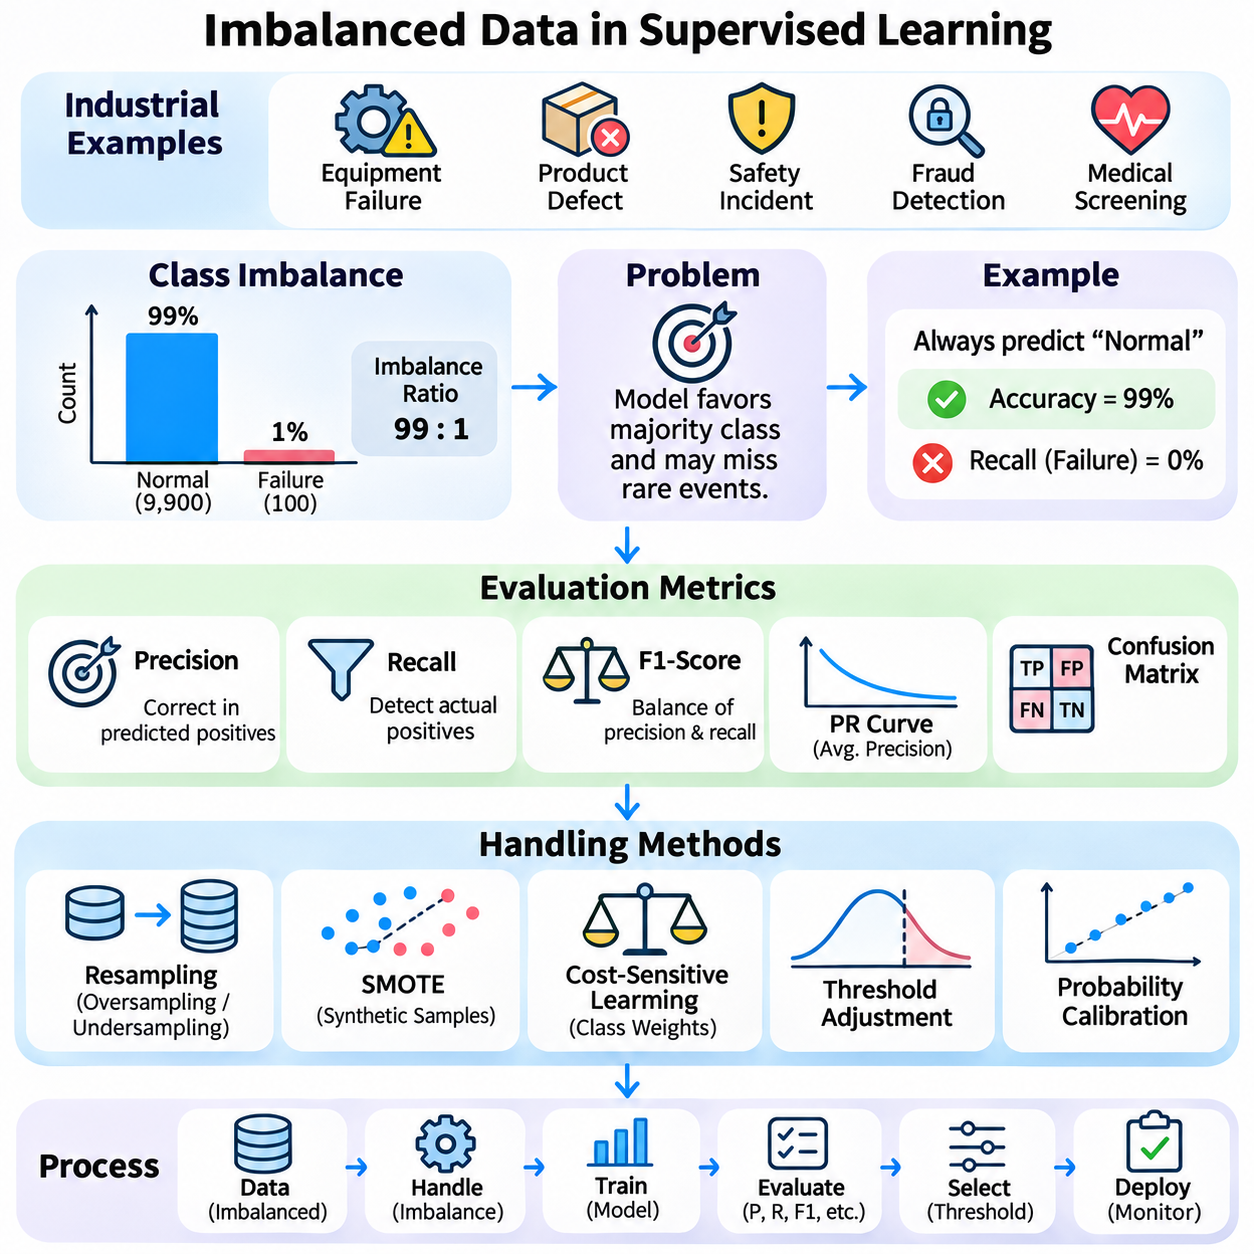 Imbalanced Data in Supervised Learning
Industrial
Examples
Equipment
Failure
Product
Defect
Safety
Incident
Fraud
Detection
Medical
Screening
Class Imbalance
99%
1%
Count
Normal
(9,900)
Failure
(100)
Imbalance
Ratio
99 : 1
Problem
Model favors
majority class
and may miss
rare events.
Example
Always predict “Normal”
Accuracy = 99%
Recall (Failure) = 0%
Evaluation Metrics
Precision
Correct in
predicted positives
Recall
Detect actual
positives
F1-Score
Balance of
precision & recall
PR Curve
(Avg. Precision)
TP FP
FN TN
Confusion
Matrix
Handling Methods
Resampling
(Oversampling /
Undersampling)
SMOTE
(Synthetic Samples)
Cost-Sensitive
Learming
(Class Weights)
Threshold
Adjustment
Probability
Calibration
Process
Data
(Imbalanced)
Handle
(Imbalance)
Train
(Model)
Evaluate
(P, R, F1, etc.)
Select
(Threshold)
Deploy
(Monitor)